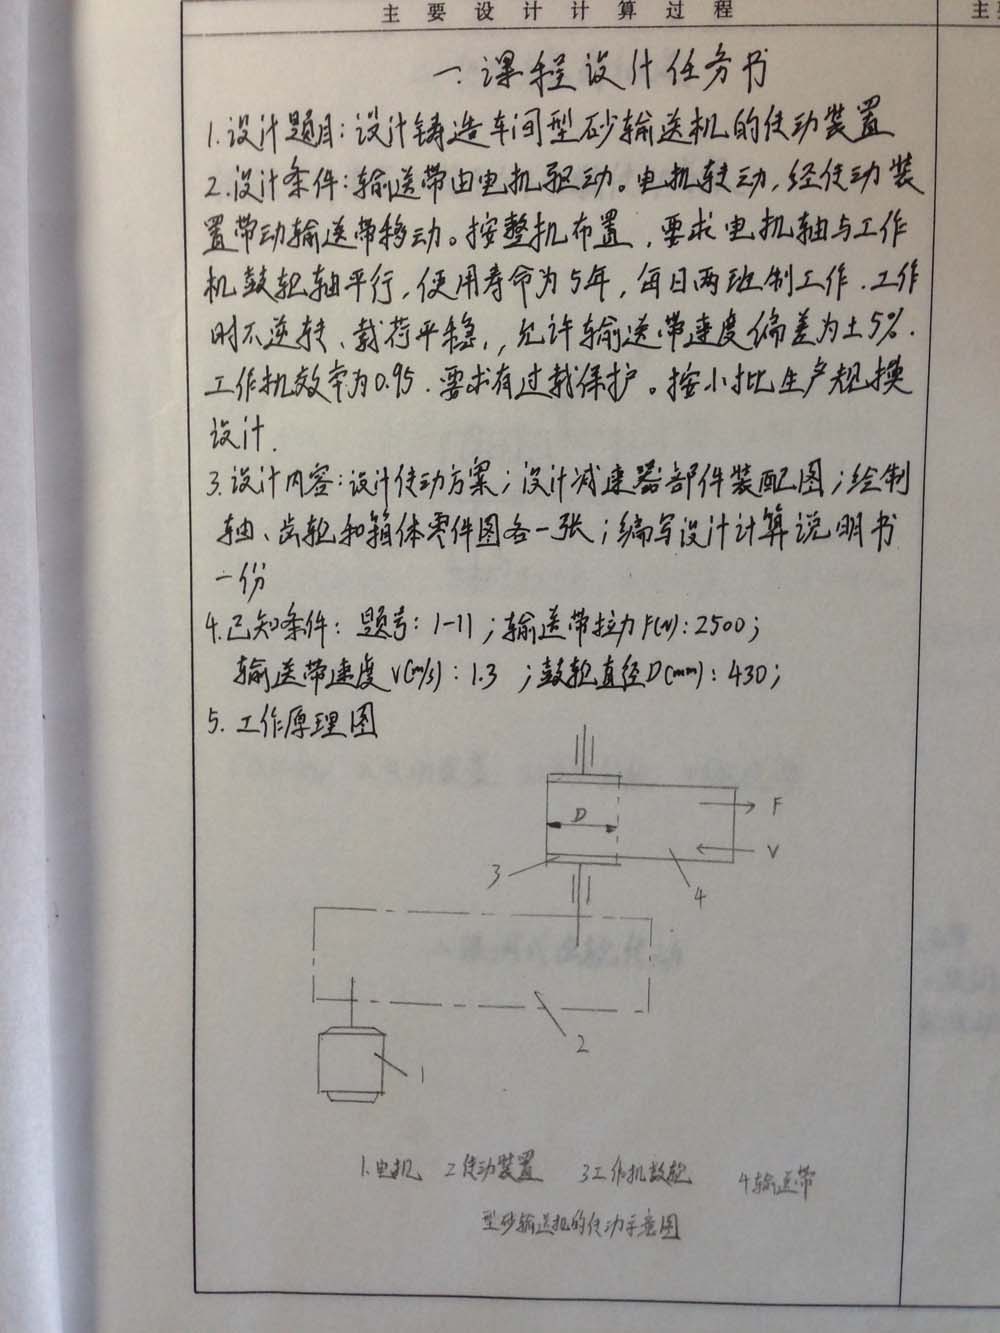 主要设计计算过程
主
一.课程设计任务书
1.设计题目:设计铸造车间型砂输送机的传动装置
2.设计条件:输送带由电机驱动。电机转动,经传动装
置带动输送带移动。按整机布置,要求电机轴与工作
机鼓轮轴平行,使用寿命为5年,每日两班制工作.工作
时不逆转、载荷平稳,,允许输送带速度偏差为±5%.
工作机效率为0.95.要求有过载保护。按小批生产规模
设计.
3.设计内容:设计传动方案;设计减速器部件装配图;绘制
轴、齿轮和箱体零件图各一张;编写设计计算说明书
一份
4.已知条件:题号:1-11;输送带拉力F(N):2500;
输送带速度V(m/s):1.3;鼓轮直径D(mm):430;
5.工作原理图
D
F
V
3
4
2
1
1.电机 2传动装置 3工作机鼓轮 4输送带
型砂输送机的传动示意图